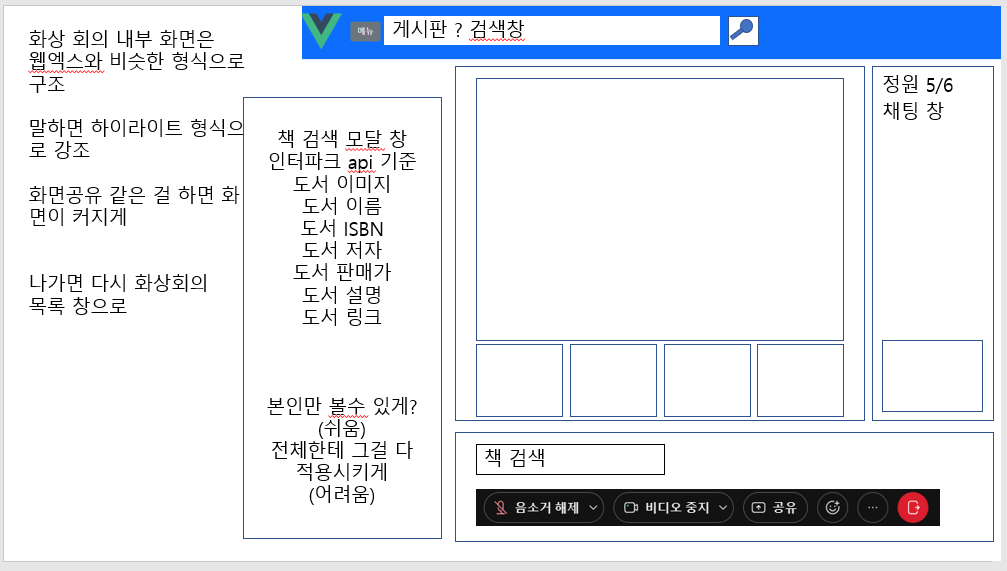 메뉴
게시판 ? 검색창
화상 회의 내부 화면은
웹엑스와 비슷한 형식으로
구조
말하면 하이라이트 형식으
로 강조
화면공유 같은 걸 하면 화
면이 커지게
나가면 다시 화상회의
목록 창으로
책 검색 모달 창
인터파크 api 기준
도서 이미지
도서 이름
도서 ISBN
도서 저자
도서 판매가
도서 설명
도서 링크
본인만 볼수 있게?
(쉬움)
전체한테 그걸 다
적용시키게
(어려움)
정원 5/6
채팅 창
책 검색
음소거 해제
비디오 중지
공유